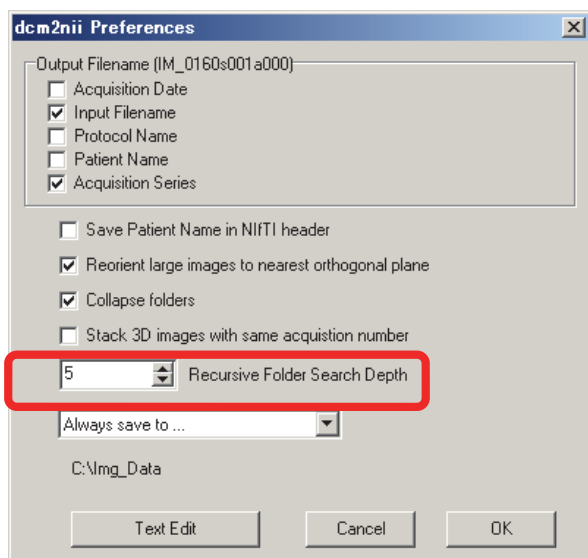 dcm2nii Preferences
Output Filename (IM_0160s001a000)
Acquisition Date
Input Filename
Protocol Name
Patient Name
Acquisition Series
Save Patient Name in NIfTI header
Reorient large images to nearest orthogonal plane
Collapse folders
Stack 3D images with same acquistion number
5 Recursive Folder Search Depth
Always save to ...
C:\Img_Data
Text Edit Cancel OK